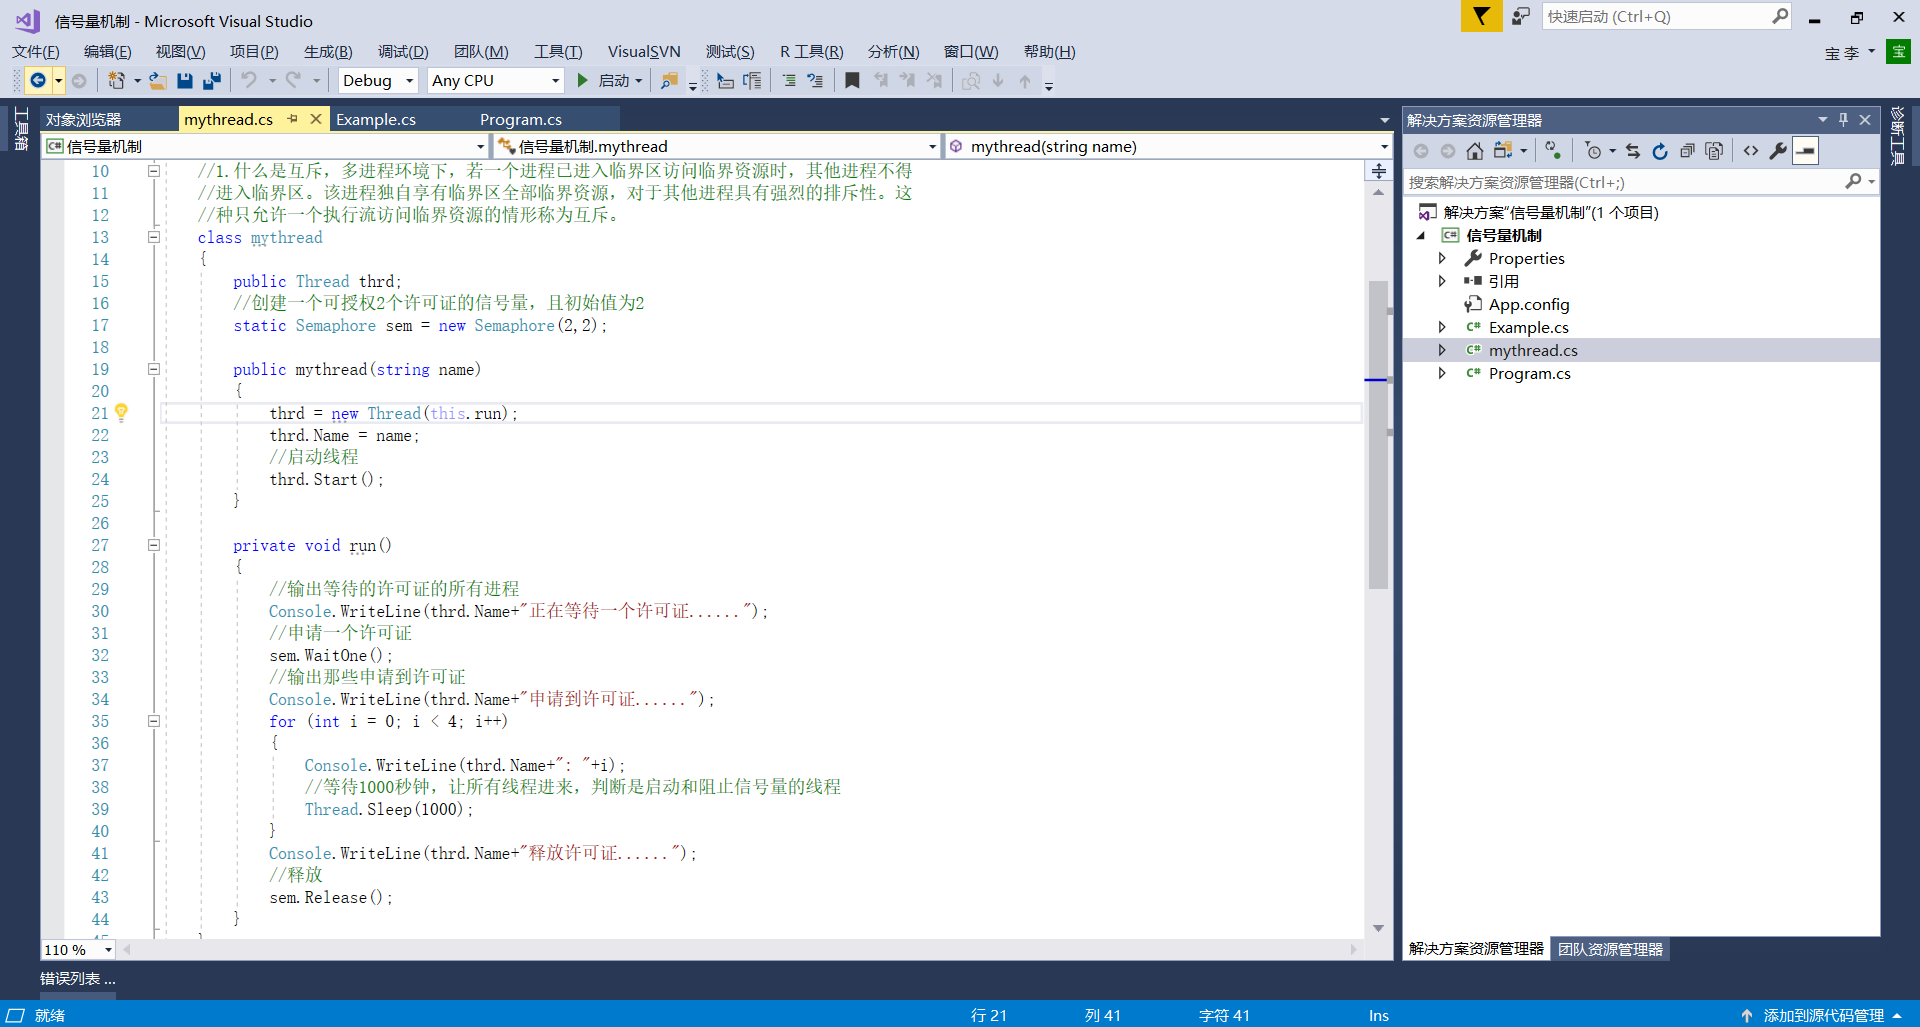 信号量机制 - Microsoft Visual Studio
快速启动 (Ctrl+Q)
文件(F) 编辑(E) 视图(V) 项目(P) 生成(B) 调试(D) 团队(M) 工具(T) VisualSVN 测试(S) R 工具(R) 分析(N) 窗口(W) 帮助(H)
宝 李 宝
Debug Any CPU 启动
工具箱
对象浏览器 mythread.cs Example.cs Program.cs
信号量机制 信号量机制.mythread mythread(string name)
10 //1.什么是互斥，多进程环境下，若一个进程已进入临界区访问临界资源时，其他进程不得
11 //进入临界区。该进程独自享有临界区全部临界资源，对于其他进程具有强烈的排斥性。这
12 //种只允许一个执行流访问临界资源的情形称为互斥。
13 class mythread
14 {
15 public Thread thrd;
16 //创建一个可授权2个许可证的信号量，且初始值为2
17 static Semaphore sem = new Semaphore(2,2);
18
19 public mythread(string name)
20 {
21 thrd = new Thread(this.run);
22 thrd.Name = name;
23 //启动线程
24 thrd.Start();
25 }
26
27 private void run()
28 {
29 //输出等待的许可证的所有进程
30 Console.WriteLine(thrd.Name+"正在等待一个许可证......");
31 //申请一个许可证
32 sem.WaitOne();
33 //输出那些申请到许可证
34 Console.WriteLine(thrd.Name+"申请到许可证......");
35 for (int i = 0; i < 4; i++)
36 {
37 Console.WriteLine(thrd.Name+": "+i);
38 //等待1000秒钟，让所有线程进来，判断是启动和阻止信号量的线程
39 Thread.Sleep(1000);
40 }
41 Console.WriteLine(thrd.Name+"释放许可证......");
42 //释放
43 sem.Release();
44 }
110 %
错误列表 ...
解决方案资源管理器
搜索解决方案资源管理器(Ctrl+;)
解决方案"信号量机制"(1 个项目)
C# 信号量机制
Properties
引用
App.config
C# Example.cs
C# mythread.cs
C# Program.cs
解决方案资源管理器 团队资源管理器
诊断工具
就绪 行 21 列 41 字符 41 Ins 添加到源代码管理